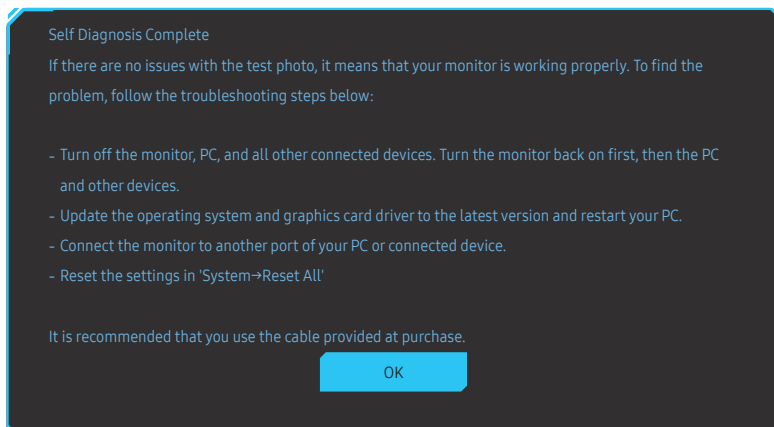 Self Diagnosis Complete
If there are no issues with the test photo, it means that your monitor is working properly. To find the
problem, follow the troubleshooting steps below:
- Turn off the monitor, PC, and all other connected devices. Turn the monitor back on first, then the PC
and other devices.
- Update the operating system and graphics card driver to the latest version and restart your PC.
- Connect the monitor to another port of your PC or connected device.
- Reset the settings in 'System→Reset All'
It is recommended that you use the cable provided at purchase.
OK